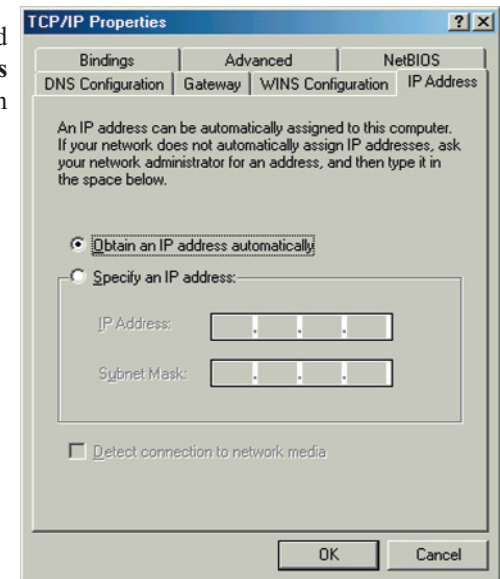 TCP/IP Properties
Bindings Advanced NetBIOS
DNS Configuration Gateway WINS Configuration IP Address
An IP address can be automatically assigned to this computer.
If your network does not automatically assign IP addresses, ask
your network administrator for an address, and then type it in
the space below.
Obtain an IP address automatically
Specify an IP address:
IP Address:
Subnet Mask:
Detect connection to network media
OK Cancel